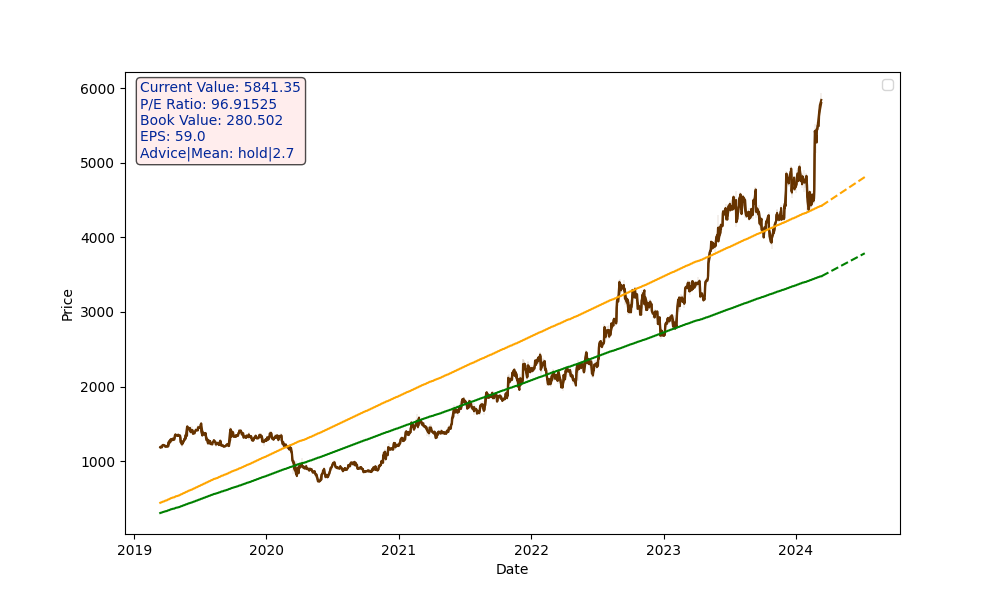 Current Value: 5841.35
P/E Ratio: 96.91525
Book Value: 280.502
EPS: 59.0
Advice|Mean: hold|2.7
6000
5000
4000
3000
2000
1000
Price
2019 2020 2021 2022 2023 2024
Date